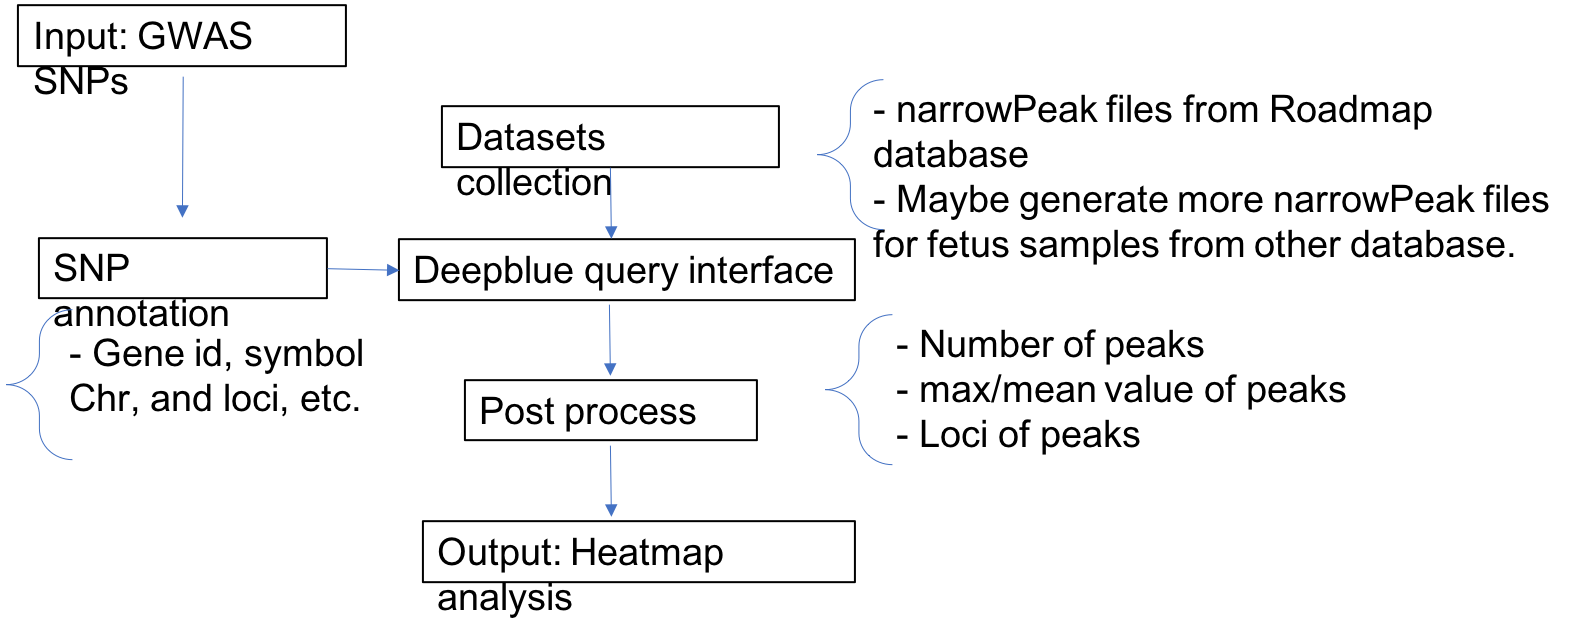 Input: GWAS
SNPs
Datasets
collection
- narrowPeak files from Roadmap
database
- Maybe generate more narrowPeak files
for fetus samples from other database.
SNP
annotation
Deepblue query interface
- Gene id, symbol
Chr, and loci, etc.
- Number of peaks
- max/mean value of peaks
- Loci of peaks
Post process
Output: Heatmap
analysis